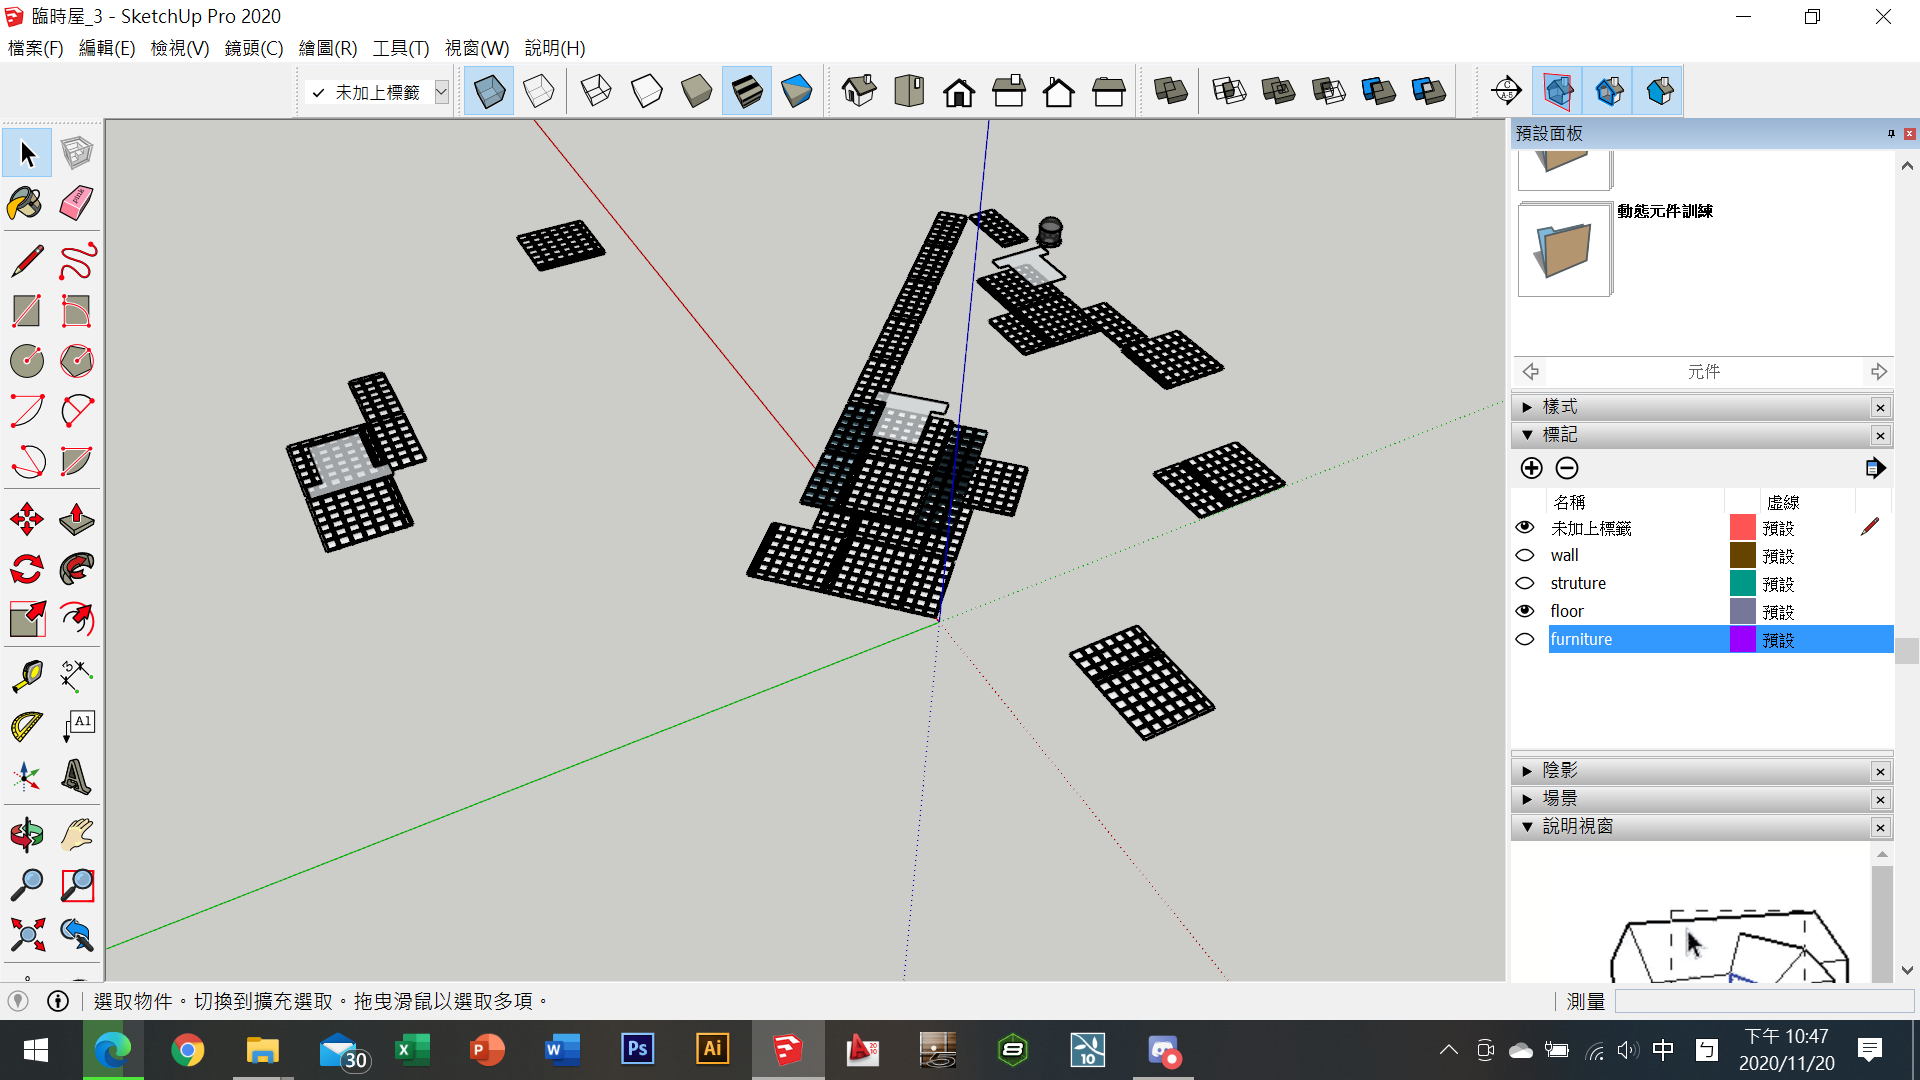 臨時屋_3 - SketchUp Pro 2020
檔案(F) 編輯(E) 檢視(V) 鏡頭(C) 繪圖(R) 工具(T) 視窗(W) 說明(H)
未加上標籤
C
A-5
預設面板
動態元件訓練
元件
樣式
標記
名稱 虛線
未加上標籤 預設
wall 預設
struture 預設
floor 預設
furniture 預設
A1
陰影
場景
說明視窗
選取物件。切換到擴充選取。拖曳滑鼠以選取多項。
測量
30
X
P
W
Ps
Ai
10
中
ㄅ
下午 10:47
2020/11/20